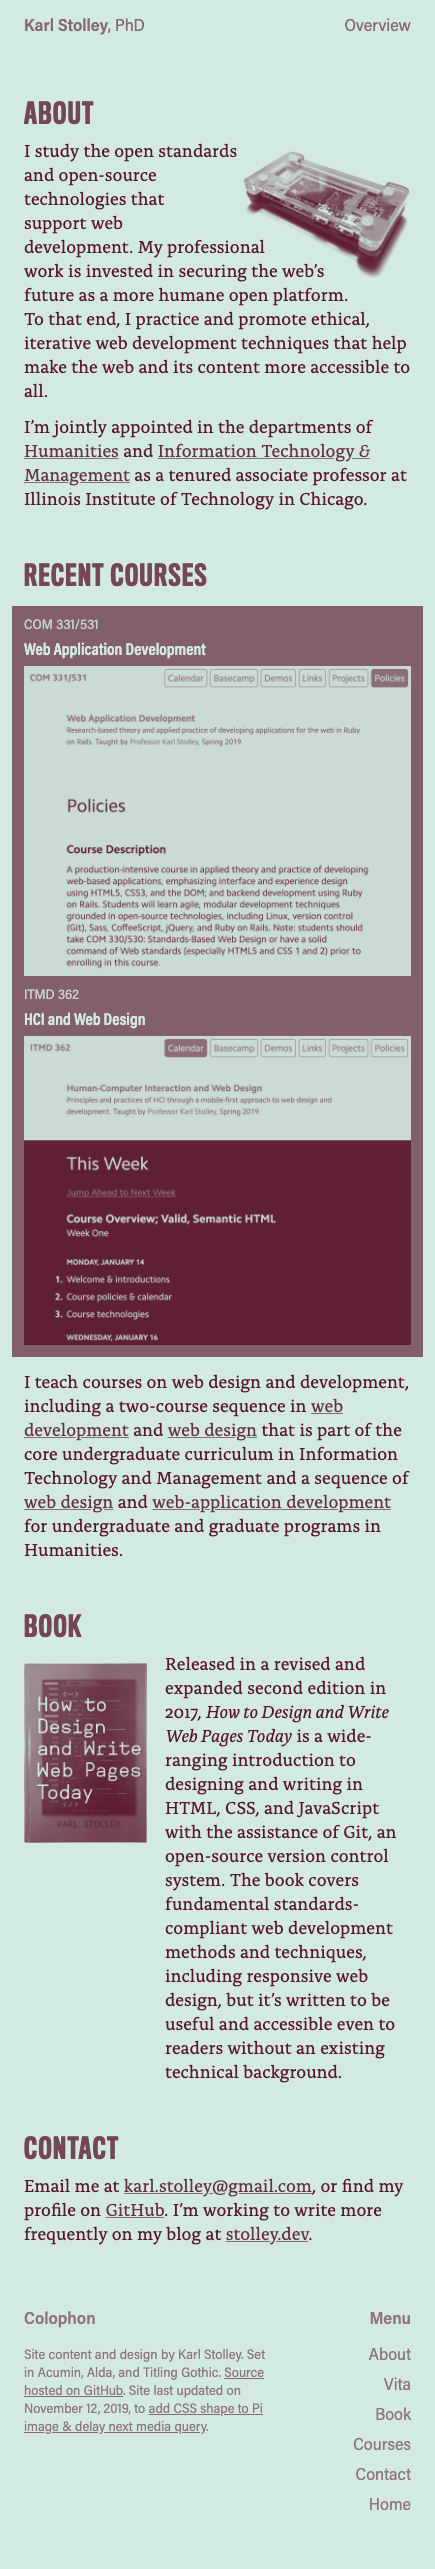 Karl Stolley, PhD
Overview
ABOUT
I study the open standards
and open-source
technologies that
support web
development. My professional
work is invested in securing the web’s
future as a more humane open platform.
To that end, I practice and promote ethical,
iterative web development techniques that help
make the web and its content more accessible to
all.
I’m jointly appointed in the departments of
Humanities and Information Technology &
Management as a tenured associate professor at
Illinois Institute of Technology in Chicago.
RECENT COURSES
COM 331/531
Web Application Development
COM 331/531
Calendar Basecamp Demos Links Projects Policies
Web Application Development
Research-based theory and applied practice of developing applications for the web in Ruby
on Rails. Taught by Professor Karl Stolley, Spring 2019.
Policies
Course Description
A production-intensive course in applied theory and practice of developing
web-based applications, emphasizing interface and experience design
using HTML5, CSS3, and the DOM; and backend development using Ruby
on Rails. Students will learn agile, modular development techniques
grounded in open-source technologies, including Linux, version control
(Git), Sass, CoffeeScript, jQuery, and Ruby on Rails. Note: students should
take COM 330/530: Standards-Based Web Design or have a solid
command of Web standards (especially HTML5 and CSS 1 and 2) prior to
enrolling in this course.
ITMD 362
HCI and Web Design
ITMD 362
Calendar Basecamp Demos Links Projects Policies
Human-Computer Interaction and Web Design
Principles and practices of HCI through a mobile-first approach to web design and
development. Taught by Professor Karl Stolley, Spring 2019.
This Week
Jump Ahead to Next Week
Course Overview; Valid, Semantic HTML
Week One
MONDAY, JANUARY 14
1. Welcome & introductions
2. Course policies & calendar
3. Course technologies
WEDNESDAY, JANUARY 16
I teach courses on web design and development,
including a two-course sequence in web
development and web design that is part of the
core undergraduate curriculum in Information
Technology and Management and a sequence of
web design and web-application development
for undergraduate and graduate programs in
Humanities.
BOOK
How to
Design
and Write
Web Pages
Today
KARL STOLLEY
Released in a revised and
expanded second edition in
2017, How to Design and Write
Web Pages Today is a wide-
ranging introduction to
designing and writing in
HTML, CSS, and JavaScript
with the assistance of Git, an
open-source version control
system. The book covers
fundamental standards-
compliant web development
methods and techniques,
including responsive web
design, but it’s written to be
useful and accessible even to
readers without an existing
technical background.
CONTACT
Email me at karl.stolley@gmail.com, or find my
profile on GitHub. I’m working to write more
frequently on my blog at stolley.dev.
Colophon
Site content and design by Karl Stolley. Set
in Acumin, Alda, and Titling Gothic. Source
hosted on GitHub. Site last updated on
November 12, 2019, to add CSS shape to Pi
image & delay next media query.
Menu
About
Vita
Book
Courses
Contact
Home